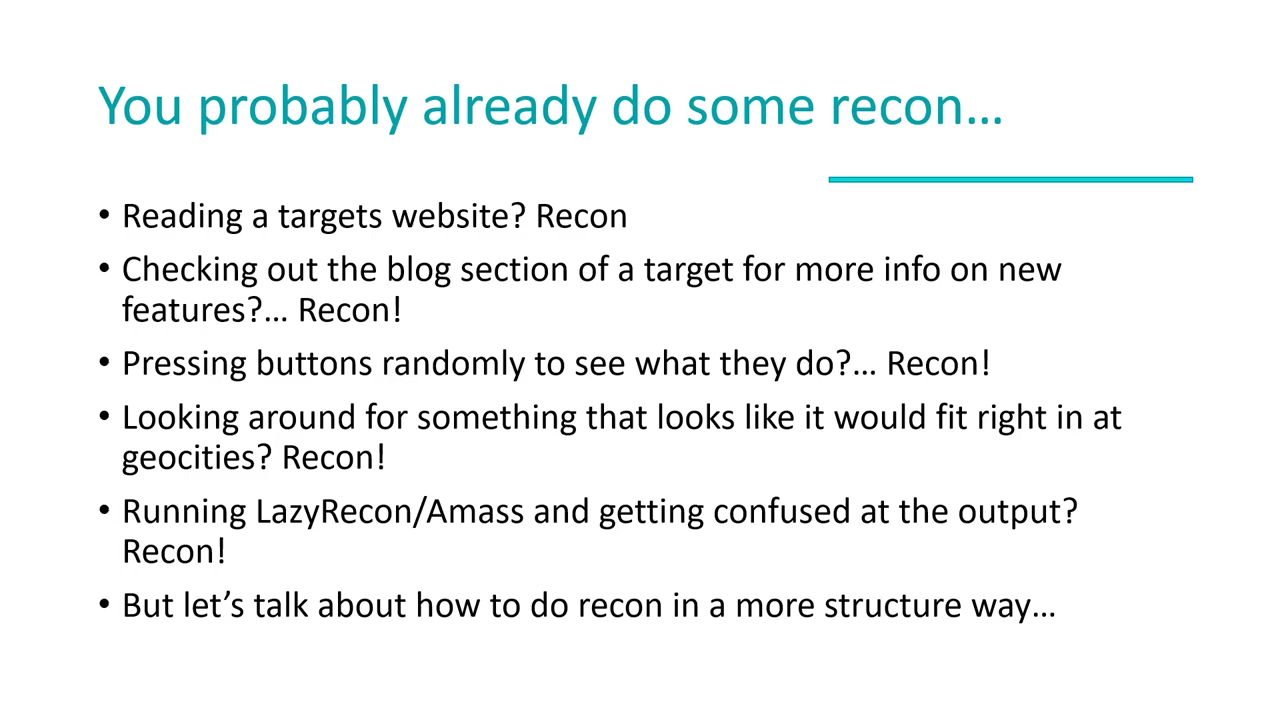 You probably already do some recon…
• Reading a targets website? Recon
• Checking out the blog section of a target for more info on new
features?… Recon!
• Pressing buttons randomly to see what they do?… Recon!
• Looking around for something that looks like it would fit right in at
geocities? Recon!
• Running LazyRecon/Amass and getting confused at the output?
Recon!
• But let’s talk about how to do recon in a more structure way…